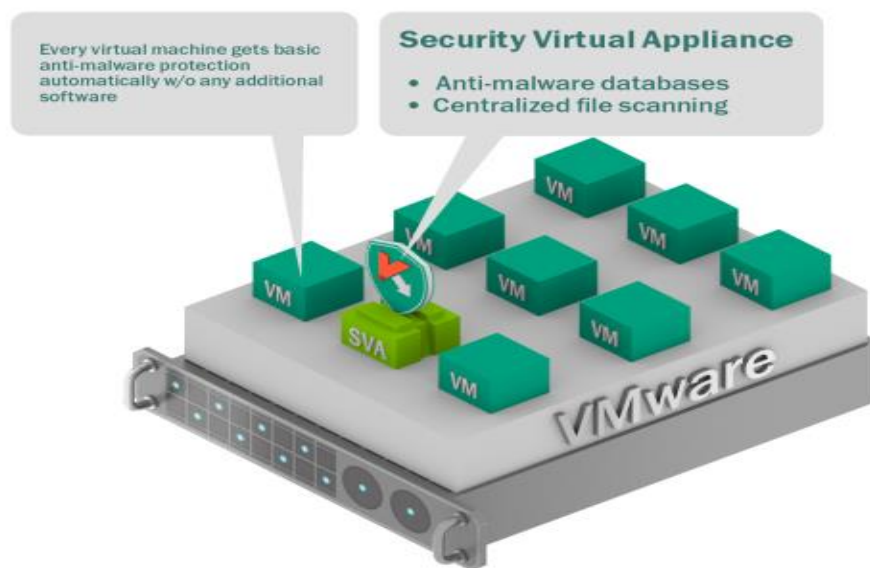 Every virtual machine gets basic
anti-malware protection
automatically w/o any additional
software
Security Virtual Appliance
• Anti-malware databases
• Centralized file scanning
VM
VM
VM
VM
VM
VM
SVA
VM
VM
VMware